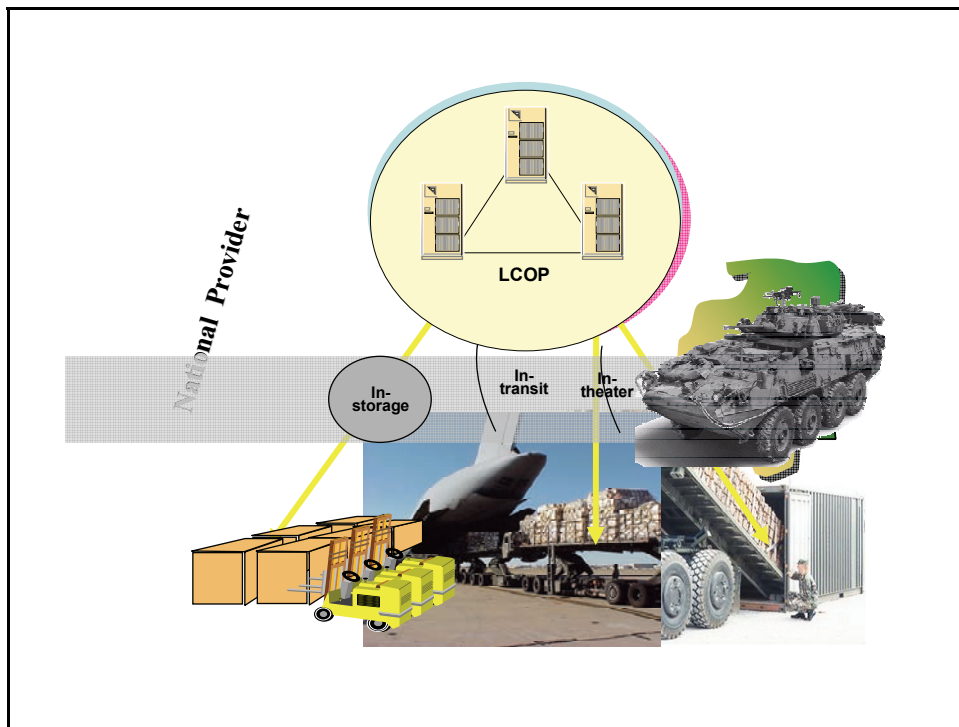 LCOP
National Provider
In-
storage
In-
transit
In-
theater